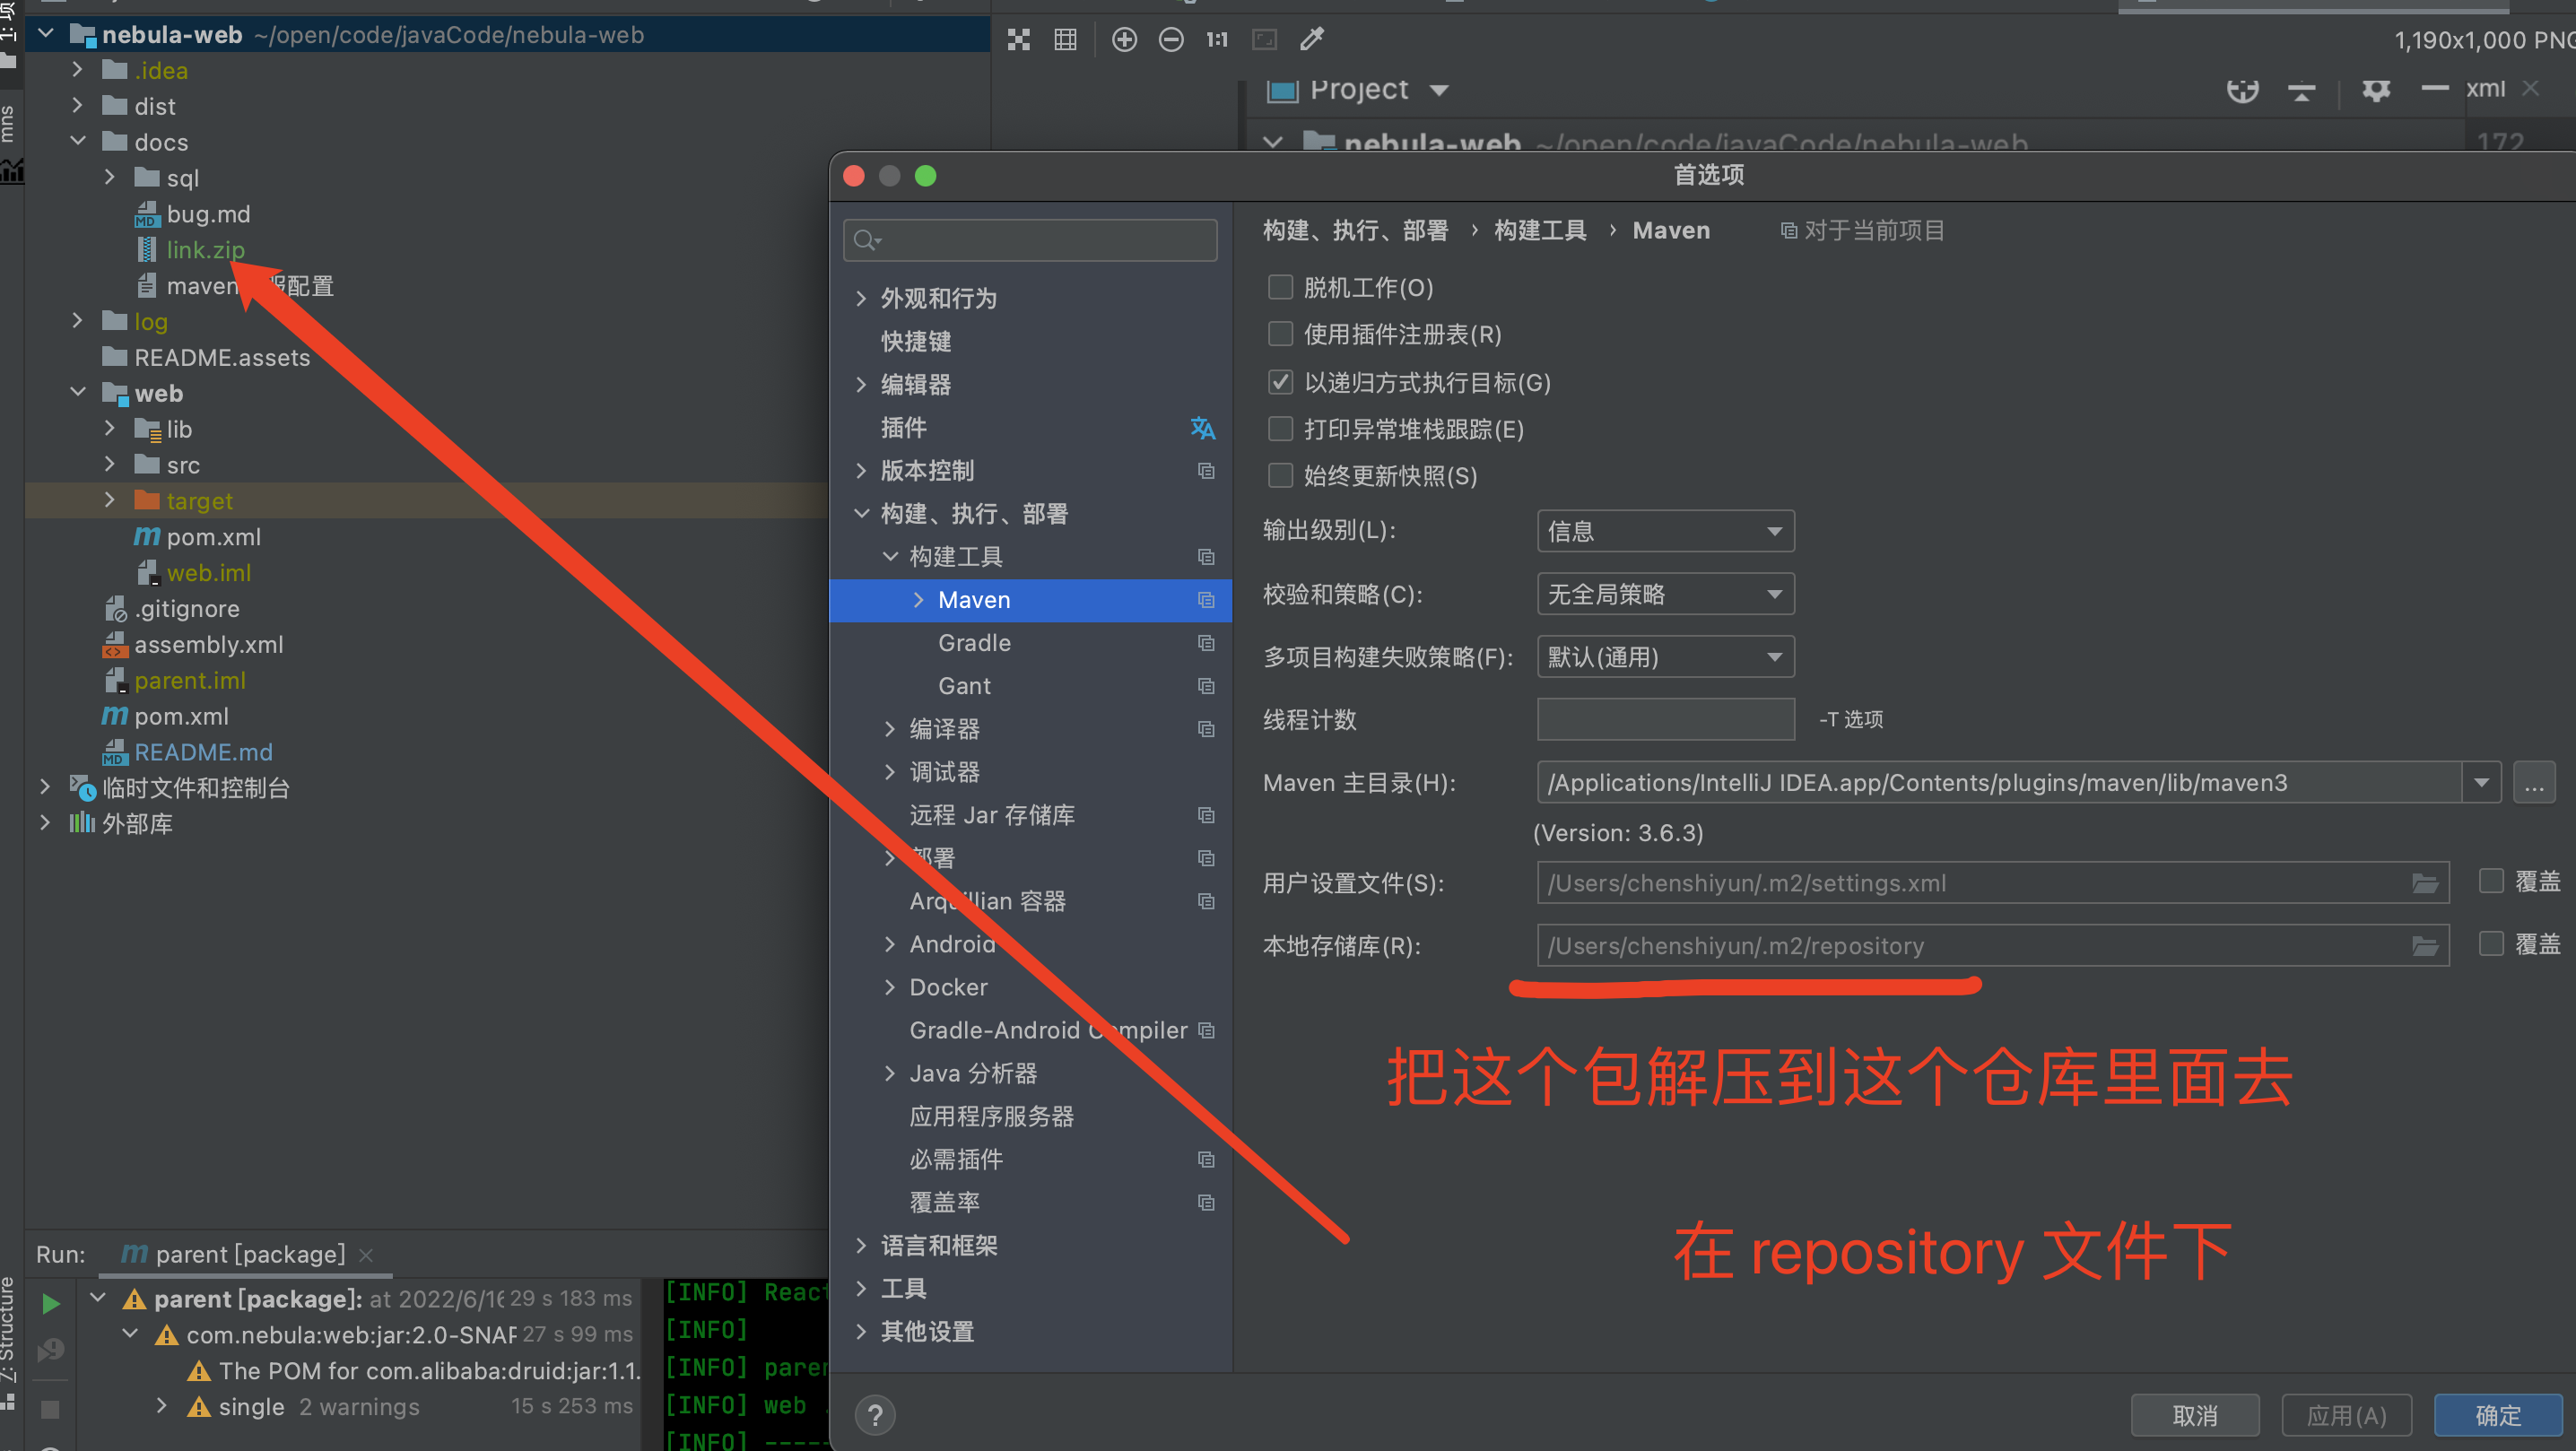 1: 项
mns
7: Structure
nebula-web ~/open/code/javaCode/nebula-web
.idea
dist
docs
sql
bug.md
link.zip
maven 服配置
log
README.assets
web
lib
src
target
pom.xml
web.iml
.gitignore
assembly.xml
parent.iml
pom.xml
README.md
临时文件和控制台
外部库
1:1
1,190x1,000 PNG
Project
xml
nebula-web ~/open/code/javaCode/nebula-web
172
首选项
外观和行为
快捷键
编辑器
插件
版本控制
构建、执行、部署
构建工具
Maven
Gradle
Gant
编译器
调试器
远程 Jar 存储库
部署
Arquillian 容器
Android
Docker
Gradle-Android Compiler
Java 分析器
应用程序服务器
必需插件
覆盖率
语言和框架
工具
其他设置
?
构建、执行、部署 › 构建工具 › Maven 对于当前项目
脱机工作(O)
使用插件注册表(R)
以递归方式执行目标(G)
打印异常堆栈跟踪(E)
始终更新快照(S)
输出级别(L): 信息
校验和策略(C): 无全局策略
多项目构建失败策略(F): 默认(通用)
线程计数 -T 选项
Maven 主目录(H): /Applications/IntelliJ IDEA.app/Contents/plugins/maven/lib/maven3 ...
(Version: 3.6.3)
用户设置文件(S): /Users/chenshiyun/.m2/settings.xml 覆盖
本地存储库(R): /Users/chenshiyun/.m2/repository 覆盖
把这个包解压到这个仓库里面去
在 repository 文件下
取消 应用(A) 确定
Run: parent [package]
parent [package]: at 2022/6/16 29 s 183 ms
com.nebula:web:jar:2.0-SNAP 27 s 99 ms
The POM for com.alibaba:druid:jar:1.1.
single 2 warnings 15 s 253 ms
[INFO] React
[INFO]
[INFO] paren
[INFO] web .
[INFO] -----